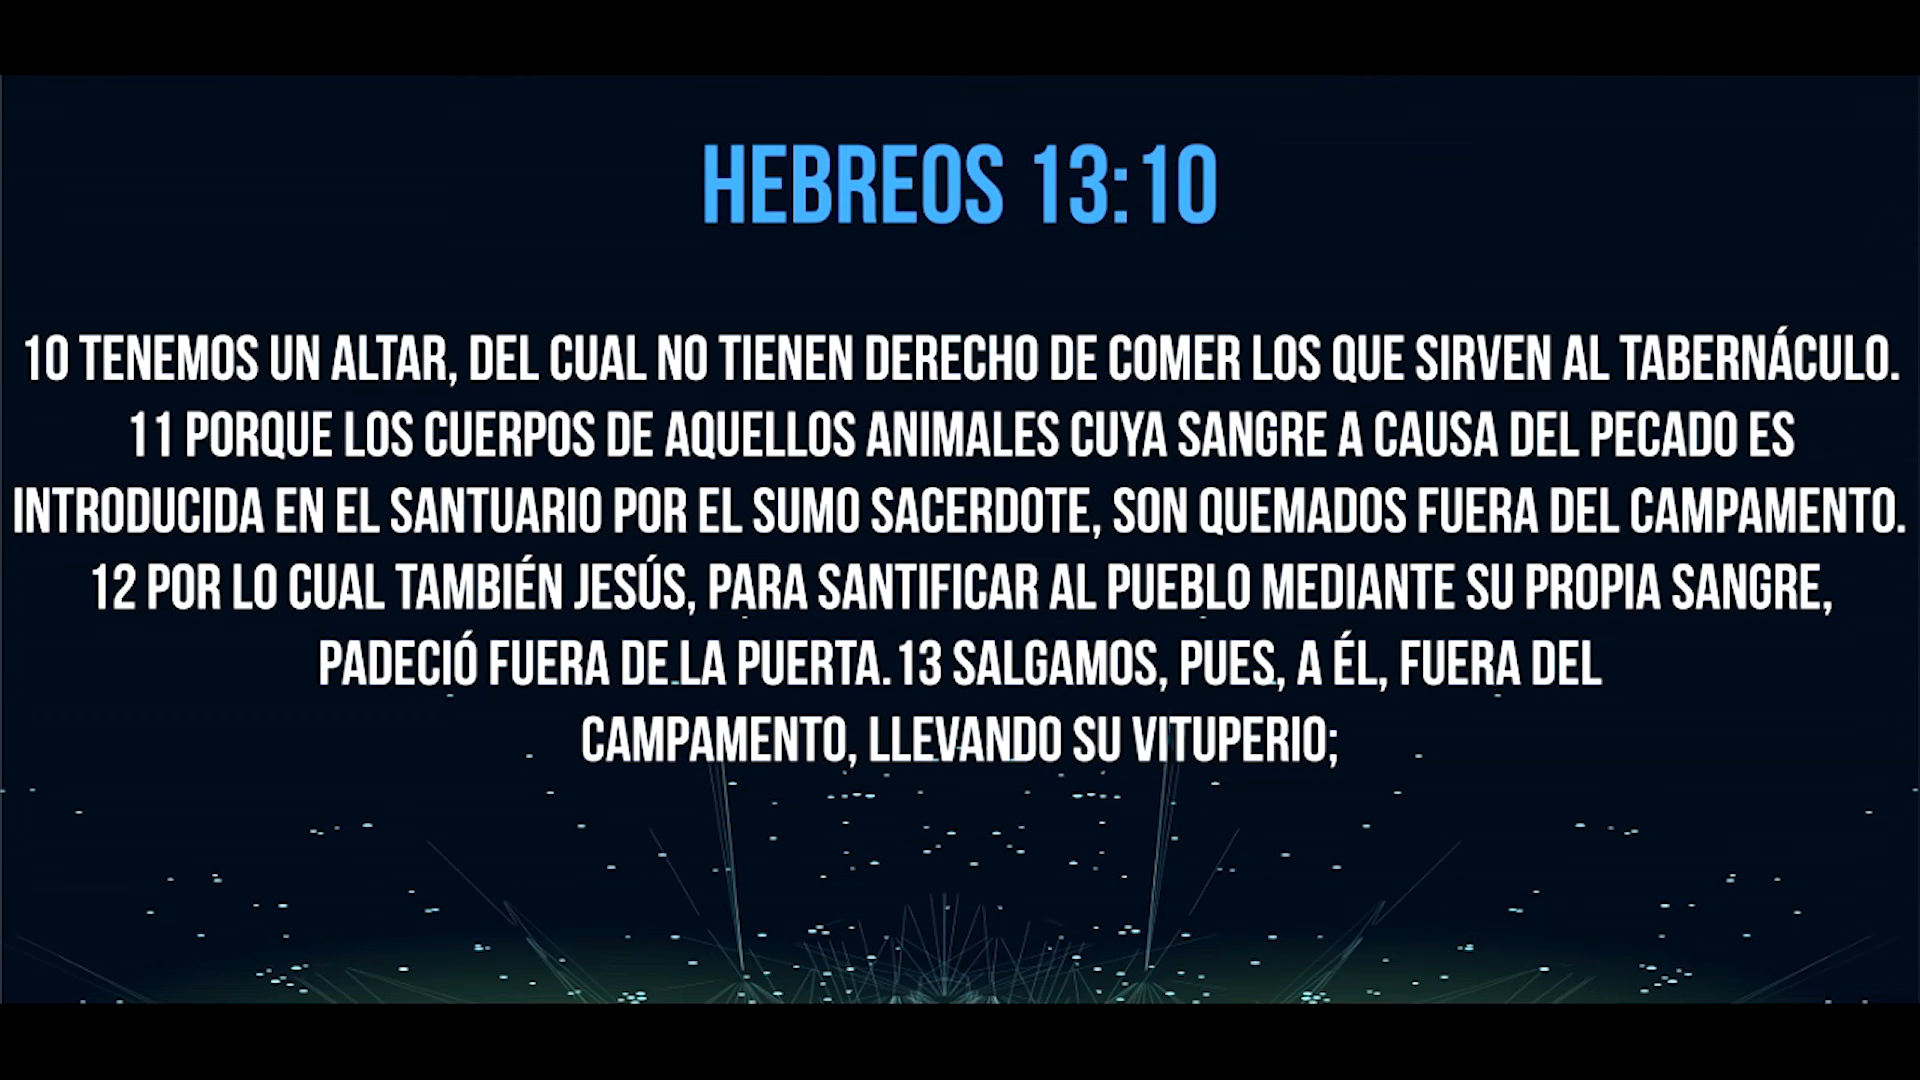 HEBREOS 13:10
10 TENEMOS UN ALTAR, DEL CUAL NO TIENEN DERECHO DE COMER LOS QUE SIRVEN AL TABERNÁCULO.
11 PORQUE LOS CUERPOS DE AQUELLOS ANIMALES CUYA SANGRE A CAUSA DEL PECADO ES
INTRODUCIDA EN EL SANTUARIO POR EL SUMO SACERDOTE, SON QUEMADOS FUERA DEL CAMPAMENTO.
12 POR LO CUAL TAMBIÉN JESÚS, PARA SANTIFICAR AL PUEBLO MEDIANTE SU PROPIA SANGRE,
PADECIÓ FUERA DE LA PUERTA.13 SALGAMOS, PUES, A ÉL, FUERA DEL
CAMPAMENTO, LLEVANDO SU VITUPERIO;